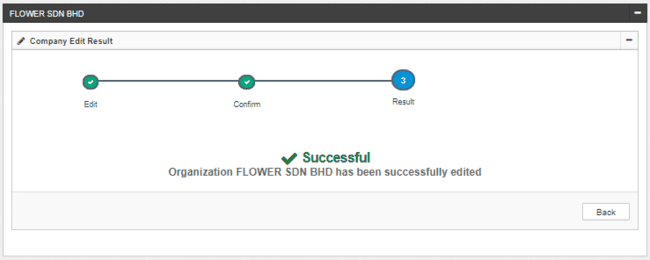 FLOWER SDN BHD
Company Edit Result
3
Edit
Confirm
Result
Successful
Organization FLOWER SDN BHD has been successfully edited
Back